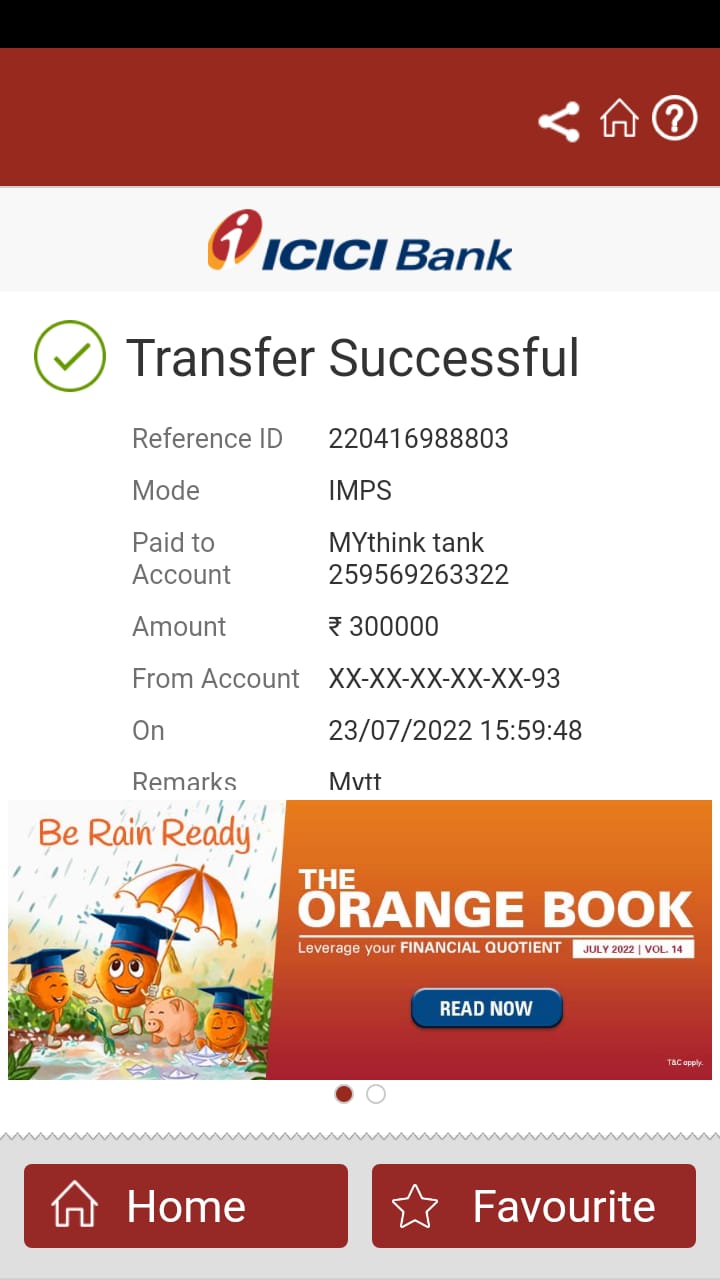 ICICI Bank
Transfer Successful
Reference ID 220416988803
Mode IMPS
Paid to MYthink tank
Account 259569263322
Amount ₹ 300000
From Account XX-XX-XX-XX-XX-93
On 23/07/2022 15:59:48
Remarks Mytt
Be Rain Ready
THE
ORANGE BOOK
Leverage your FINANCIAL QUOTIENT JULY 2022 | VOL. 14
READ NOW
T&C apply.
Home Favourite